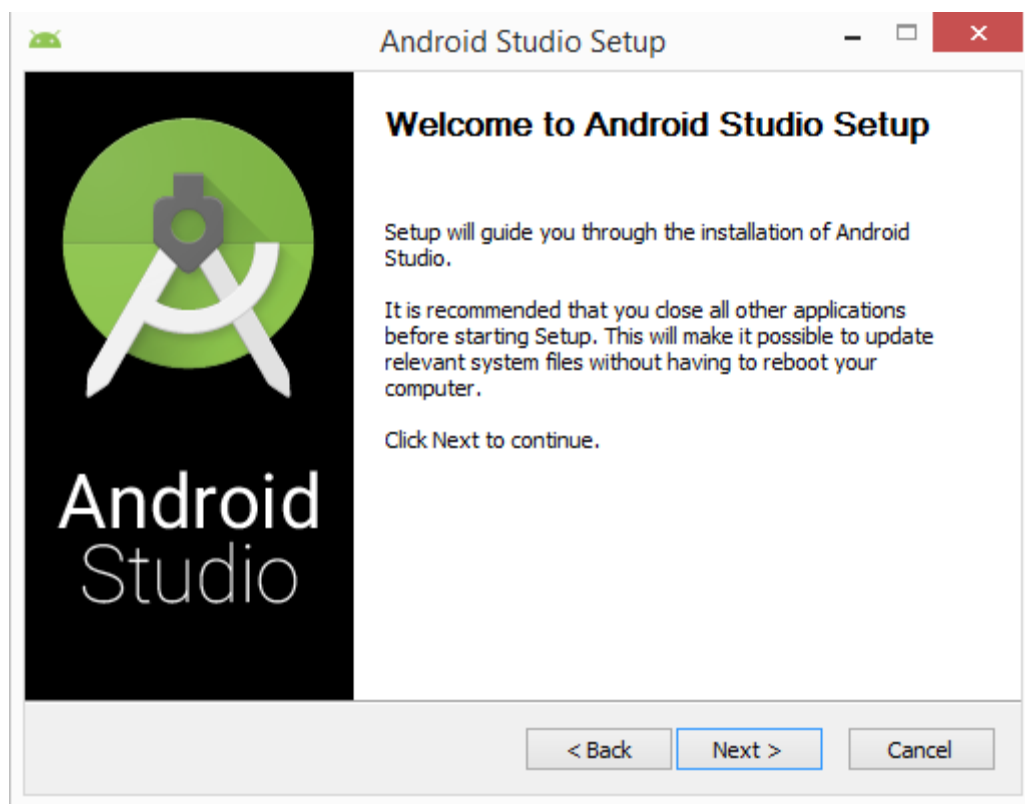 Android Studio Setup
Welcome to Android Studio Setup
Setup will guide you through the installation of Android
Studio.
It is recommended that you close all other applications
before starting Setup. This will make it possible to update
relevant system files without having to reboot your
computer.
Click Next to continue.
Android
Studio
< Back
Next >
Cancel